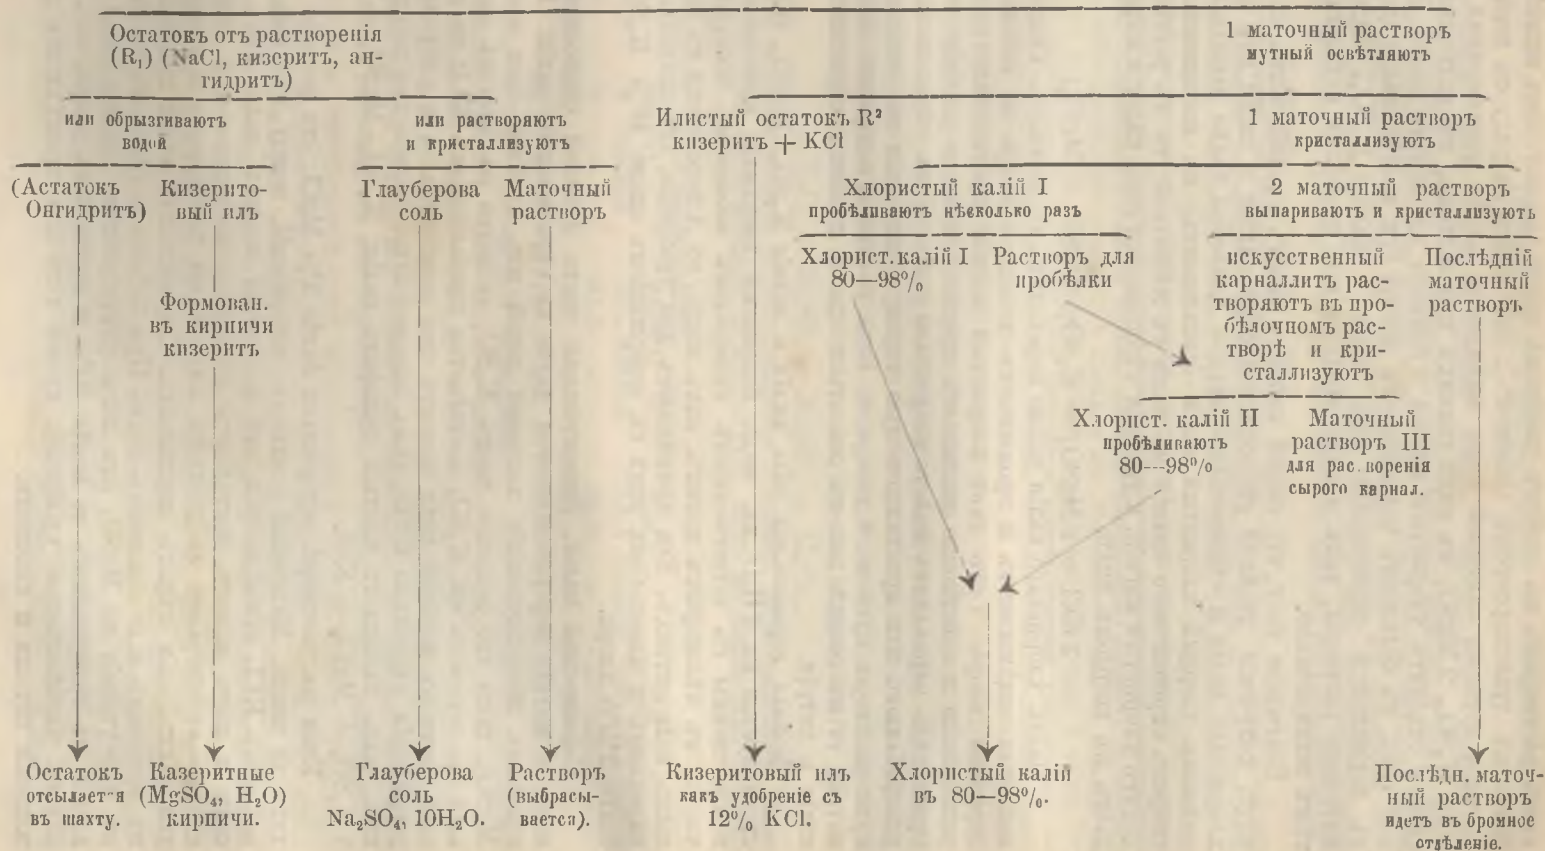 Остатокъ отъ растворенія
(R₁) (NaCl, кизеритъ, ан-
гидритъ)
1 маточный растворъ
мутный освѣтляютъ
или обрызгиваютъ
водой
или растворяютъ
и кристаллизуютъ
Илистый остатокъ R²
кизеритъ + KCl
1 маточный растворъ
кристаллизуютъ
(Астатокъ
Онгидритъ)
Кизерито-
вый илъ
Глауберова
соль
Маточный
растворъ
Хлористый калій I
пробѣливаютъ нѣсколько разъ
2 маточный растворъ
выпариваютъ и кристаллизуютъ
Хлорист. калій I
80—98%
Растворъ для
пробѣлки
искусственный
карналлитъ рас-
творяютъ въ про-
бѣлочномъ рас-
творѣ и кри-
сталлизуютъ
Послѣдній
маточный
растворъ
Формован.
въ кирпичи
кизеритъ
Хлорист. калій II
пробѣливаютъ
80---98%
Маточный
растворъ III
для рас.воренія
сырого карнал.
Остатокъ
отсылается
въ шахту.
Казеритные
(MgSO₄, H₂O)
кирпичи.
Глауберова
соль
Na₂SO₄, 10H₂O.
Растворъ
(выбрасы-
вается).
Кизеритовый илъ
какъ удобреніе съ
12% KCl.
Хлористый калій
въ 80—98%.
Послѣдн. маточ-
ный растворъ
идетъ въ бромное
отдѣленіе.